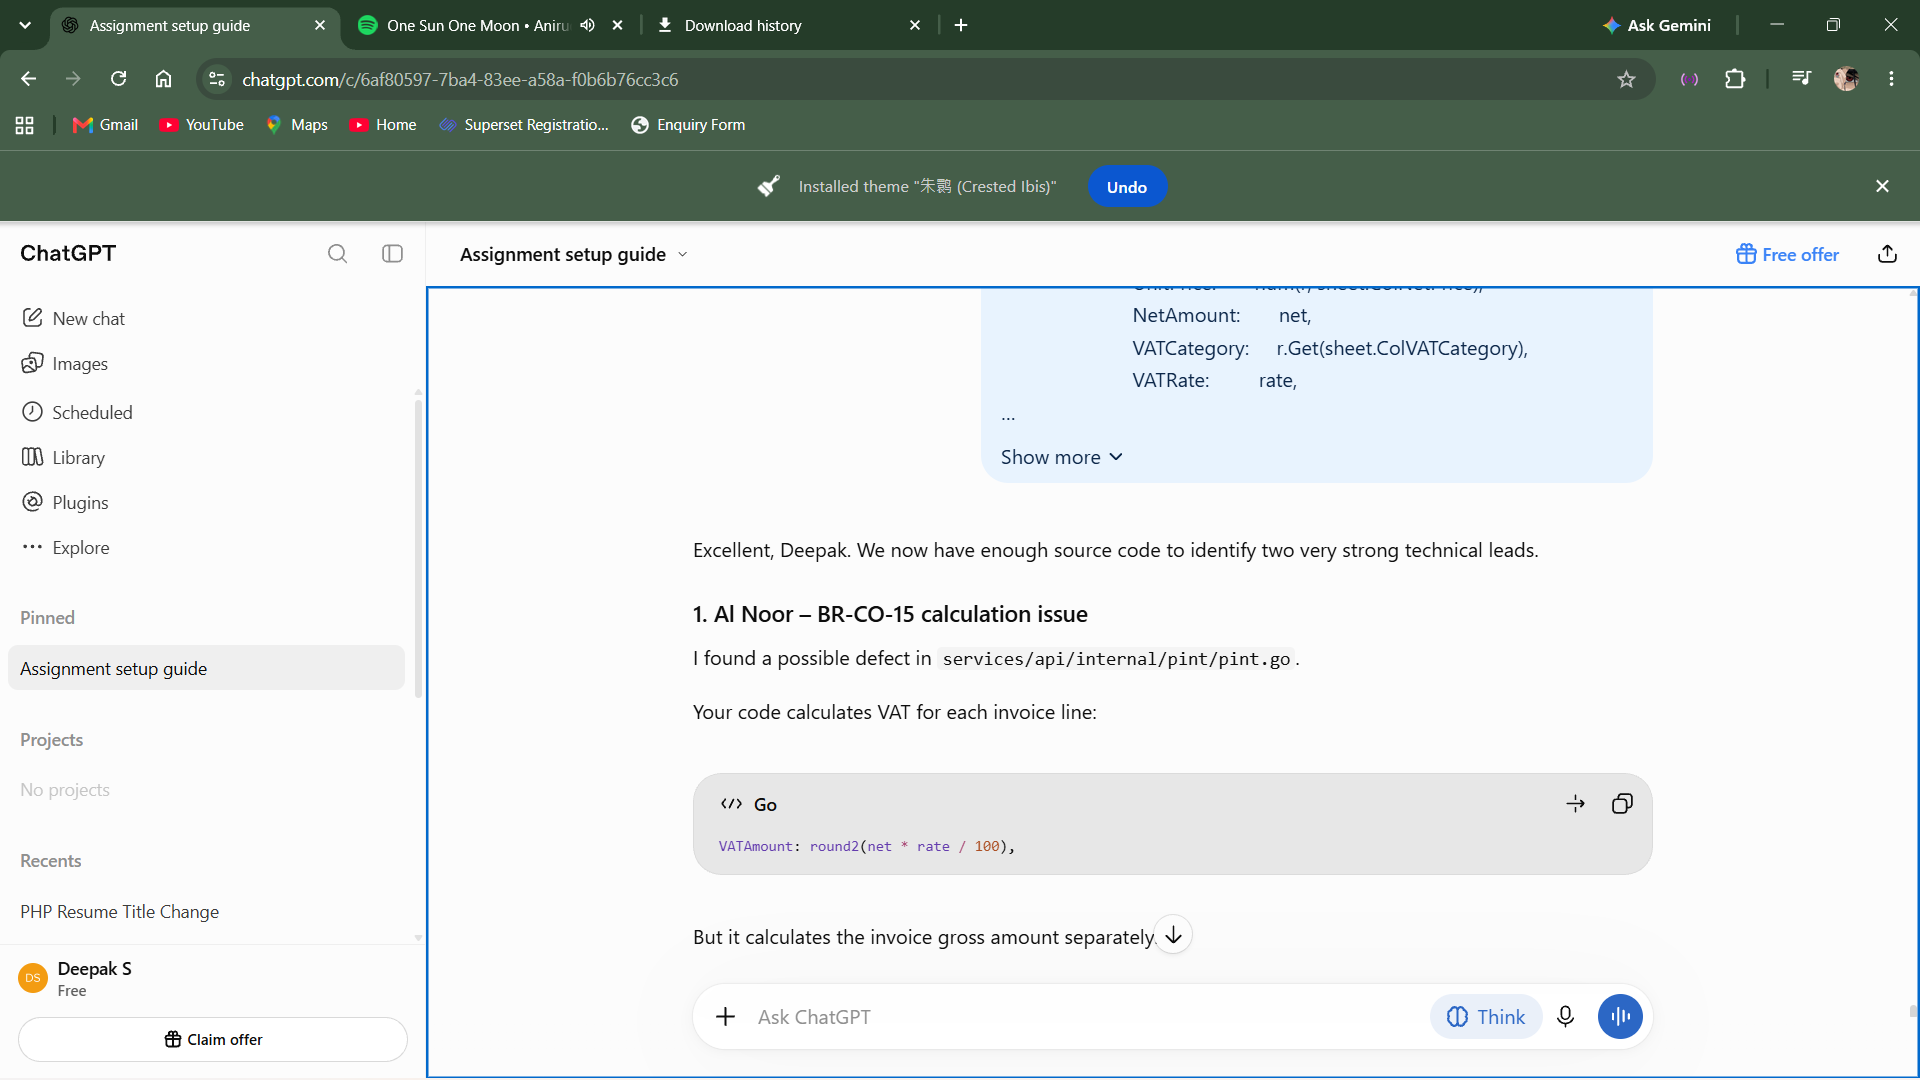 Assignment setup guide
One Sun One Moon • Aniru
Download history
Ask Gemini
chatgpt.com/c/6af80597-7ba4-83ee-a58a-f0b6b76cc3c6
Gmail
YouTube
Maps
Home
Superset Registratio...
Enquiry Form
Installed theme "朱鹮 (Crested Ibis)"
Undo
ChatGPT
Assignment setup guide
Free offer
New chat
Images
Scheduled
Library
Plugins
Explore
Pinned
Assignment setup guide
Projects
No projects
Recents
PHP Resume Title Change
DS
Deepak S
Free
Claim offer
NetAmount: net,
VATCategory: r.Get(sheet.ColVATCategory),
VATRate: rate,
...
Show more
Excellent, Deepak. We now have enough source code to identify two very strong technical leads.
1. Al Noor – BR-CO-15 calculation issue
I found a possible defect in services/api/internal/pint/pint.go.
Your code calculates VAT for each invoice line:
</> Go
VATAmount: round2(net * rate / 100),
But it calculates the invoice gross amount separately
Ask ChatGPT
Think